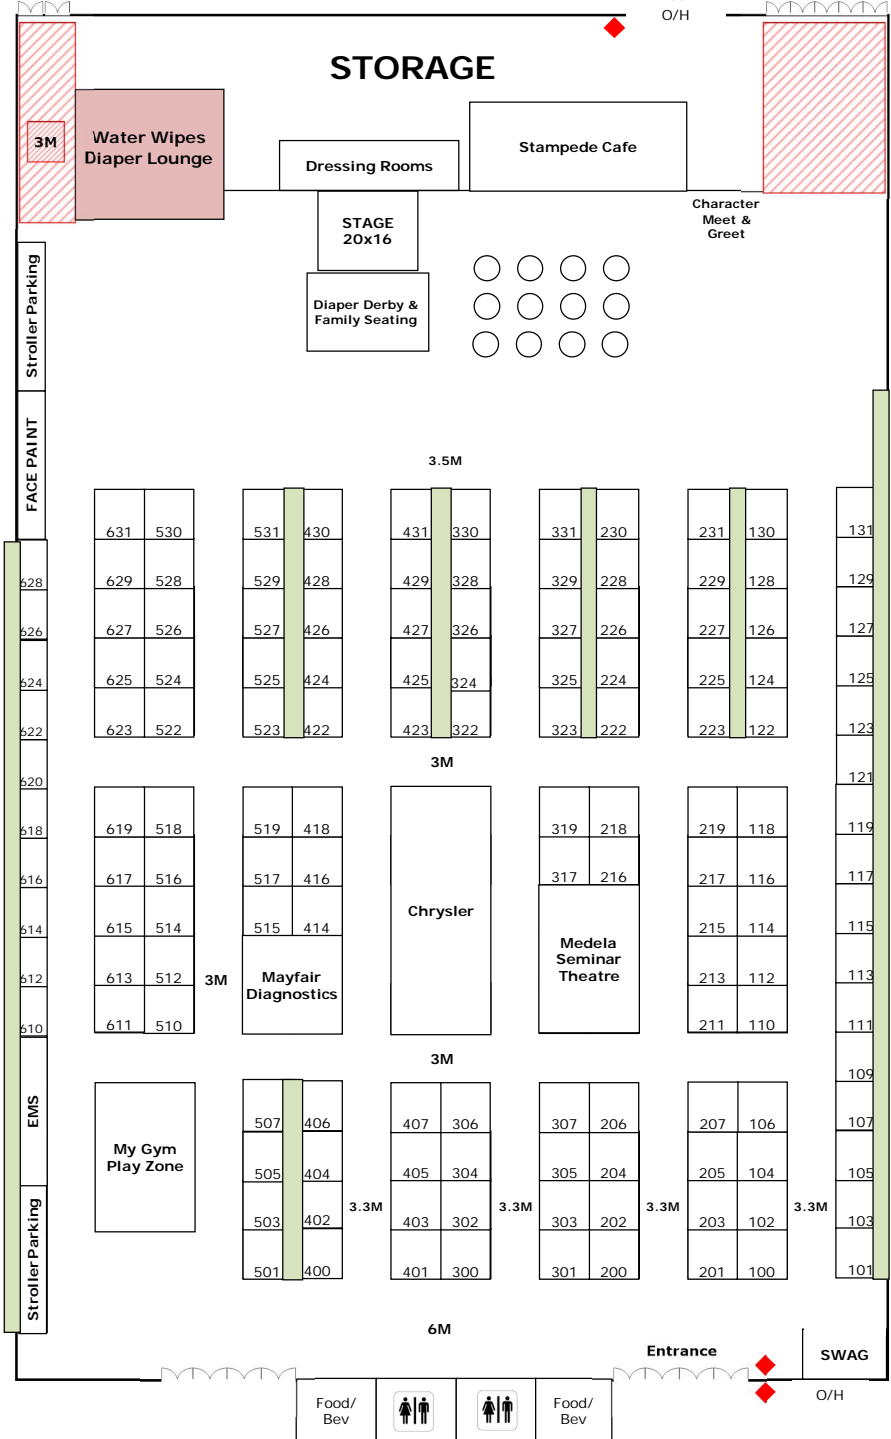 O/H
STORAGE
3M
Water Wipes
Diaper Lounge
Dressing Rooms
Stampede Cafe
STAGE
20x16
Character
Meet &
Greet
Diaper Derby &
Family Seating
Stroller Parking
FACE PAINT
3.5M
631 530 531 430 431 330 331 230 231 130 131
628 629 528 529 428 429 328 329 228 229 128 129
626 627 526 527 426 427 326 327 226 227 126 127
624 625 524 525 424 425 324 325 224 225 124 125
622 623 522 523 422 423 322 323 222 223 122 123
3M
620 121
618 619 518 519 418 319 218 219 118 119
616 617 516 517 416 317 216 217 116 117
Chrysler
614 615 514 515 414 215 114 115
Medela
Seminar
Theatre
612 613 512 3M 213 112 113
Mayfair
Diagnostics
610 611 510 211 110 111
3M
109
EMS
507 406 407 306 307 206 207 106 107
My Gym
Play Zone
505 404 405 304 305 204 205 104 105
3.3M 3.3M 3.3M 3.3M
503 402 403 302 303 202 203 102 103
501 400 401 300 301 200 201 100 101
Stroller Parking
6M
Entrance
SWAG
O/H
Food/
Bev
Food/
Bev